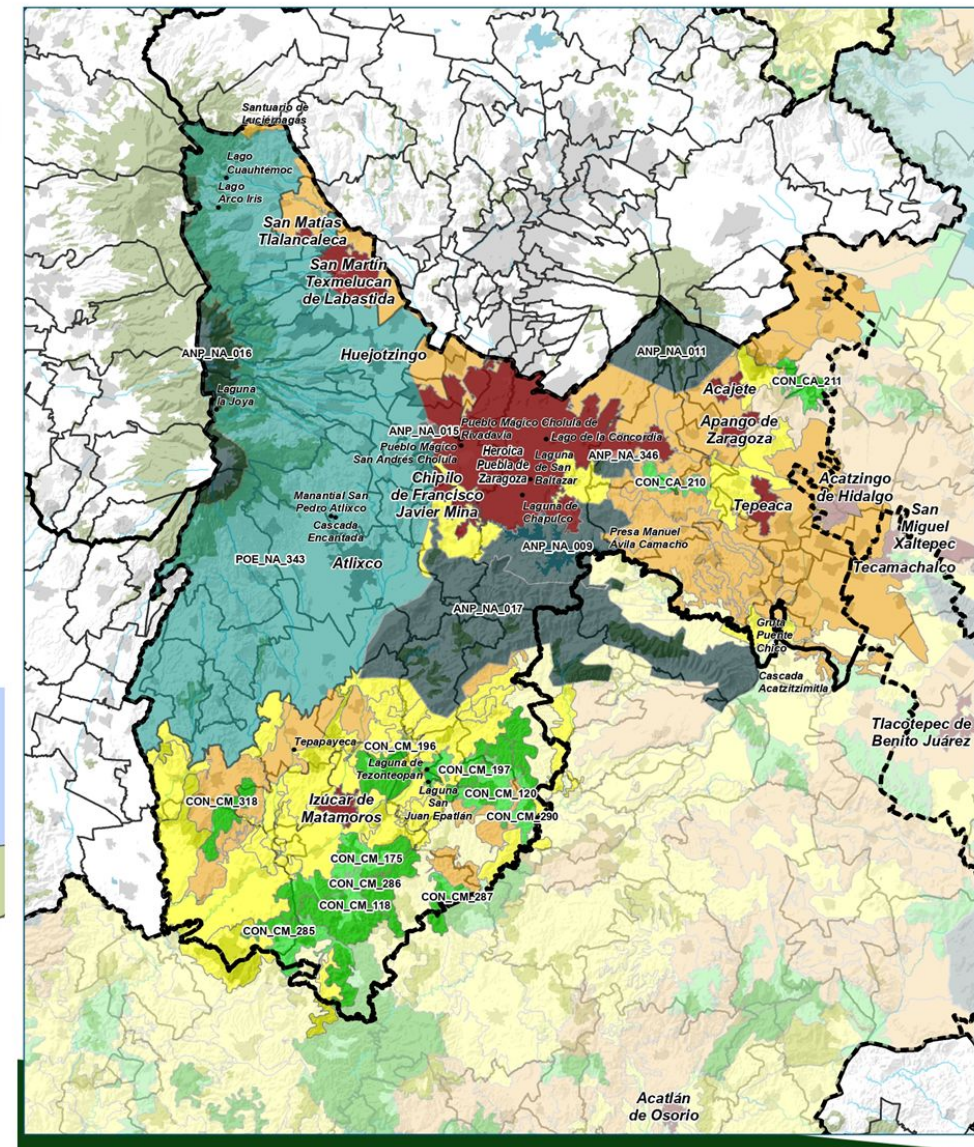 Santuario de
Luciérnagas
Lago
Cuauhtémoc
Lago
Arco Iris
San Matías
Tlalancaleca
San Martín
Texmelucan
de Labastida
ANP_NA_016
Huejotzingo
ANP_NA_011
Laguna
la Joya
Acajete
CON_CA_211
ANP_NA_015
Pueblo Mágico Cholula de
Rivadavia
Lago de la Concordia
Apango de
Zaragoza
Pueblo Mágico
San Andrés Cholula
Heroica
Puebla de
Zaragoza
Laguna
de San
Baltazar
ANP_NA_346
CON_CA_210
Chipilo
de Francisco
Javier Mina
Tepeaca
Acatzingo
de Hidalgo
San
Miguel
Xaltepec
Tecamachalco
Manantial San
Pedro Atlixco
Cascada
Encantada
Laguna de
Chapulco
Presa Manuel
Ávila Camacho
ANP_NA_009
POE_NA_343
Atlixco
ANP_NA_017
Gruta
Puente
Chico
Cascada
Acatzitzimitla
Tlacotepec de
Benito Juárez
Tepapayeca
CON_CM_196
Laguna de
Tezonteopan
CON_CM_197
CON_CM_318
Izúcar de
Matamoros
Laguna
San
Juan Epatlán
CON_CM_120
CON_CM_290
CON_CM_175
CON_CM_286
CON_CM_287
CON_CM_118
CON_CM_285
Acatlán
de Osorio